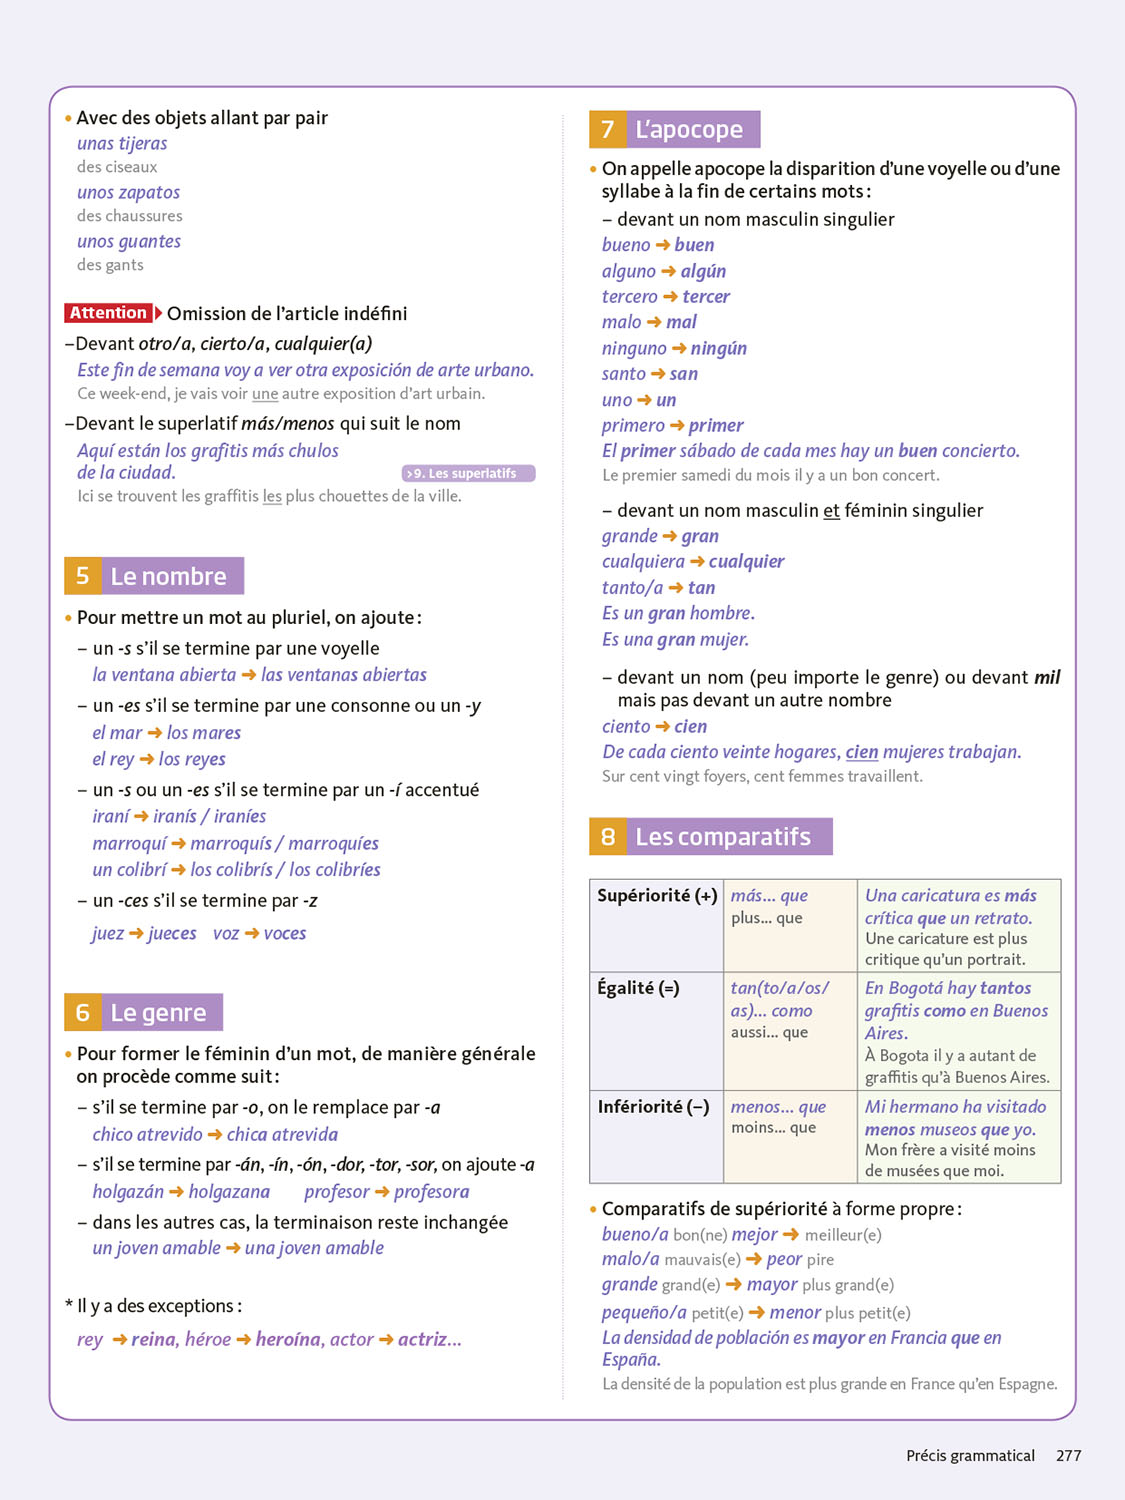 • Avec des objets allant par pair
unas tijeras
des ciseaux
unos zapatos
des chaussures
unos guantes
des gants
Attention Omission de l’article indéfini
–Devant otro/a, cierto/a, cualquier(a)
Este fin de semana voy a ver otra exposición de arte urbano.
Ce week-end, je vais voir une autre exposition d’art urbain.
–Devant le superlatif más/menos qui suit le nom
Aquí están los grafitis más chulos
de la ciudad.
>9. Les superlatifs
Ici se trouvent les graffitis les plus chouettes de la ville.
5 Le nombre
• Pour mettre un mot au pluriel, on ajoute :
– un -s s’il se termine par une voyelle
la ventana abierta ➜ las ventanas abiertas
– un -es s’il se termine par une consonne ou un -y
el mar ➜ los mares
el rey ➜ los reyes
– un -s ou un -es s’il se termine par un -í accentué
iraní ➜ iranís / iraníes
marroquí ➜ marroquís / marroquíes
un colibrí ➜ los colibrís / los colibríes
– un -ces s’il se termine par -z
juez ➜ jueces voz ➜ voces
6 Le genre
• Pour former le féminin d’un mot, de manière générale
on procède comme suit :
– s’il se termine par -o, on le remplace par -a
chico atrevido ➜ chica atrevida
– s’il se termine par -án, -ín, -ón, -dor, -tor, -sor, on ajoute -a
holgazán ➜ holgazana profesor ➜ profesora
– dans les autres cas, la terminaison reste inchangée
un joven amable ➜ una joven amable
* Il y a des exceptions :
rey ➜ reina, héroe ➜ heroína, actor ➜ actriz...
7 L’apocope
• On appelle apocope la disparition d’une voyelle ou d’une
syllabe à la fin de certains mots :
– devant un nom masculin singulier
bueno ➜ buen
alguno ➜ algún
tercero ➜ tercer
malo ➜ mal
ninguno ➜ ningún
santo ➜ san
uno ➜ un
primero ➜ primer
El primer sábado de cada mes hay un buen concierto.
Le premier samedi du mois il y a un bon concert.
– devant un nom masculin et féminin singulier
grande ➜ gran
cualquiera ➜ cualquier
tanto/a ➜ tan
Es un gran hombre.
Es una gran mujer.
– devant un nom (peu importe le genre) ou devant mil
mais pas devant un autre nombre
ciento ➜ cien
De cada ciento veinte hogares, cien mujeres trabajan.
Sur cent vingt foyers, cent femmes travaillent.
8 Les comparatifs
Supériorité (+)
más... que
plus... que
Una caricatura es más
crítica que un retrato.
Une caricature est plus
critique qu’un portrait.
Égalité (=)
tan(to/a/os/
as)... como
aussi... que
En Bogotá hay tantos
grafitis como en Buenos
Aires.
À Bogota il y a autant de
graffitis qu’à Buenos Aires.
Infériorité (–)
menos... que
moins... que
Mi hermano ha visitado
menos museos que yo.
Mon frère a visité moins
de musées que moi.
• Comparatifs de supériorité à forme propre :
bueno/a bon(ne) mejor ➜ meilleur(e)
malo/a mauvais(e) ➜ peor pire
grande grand(e) ➜ mayor plus grand(e)
pequeño/a petit(e) ➜ menor plus petit(e)
La densidad de población es mayor en Francia que en
España.
La densité de la population est plus grande en France qu’en Espagne.
Précis grammatical 277